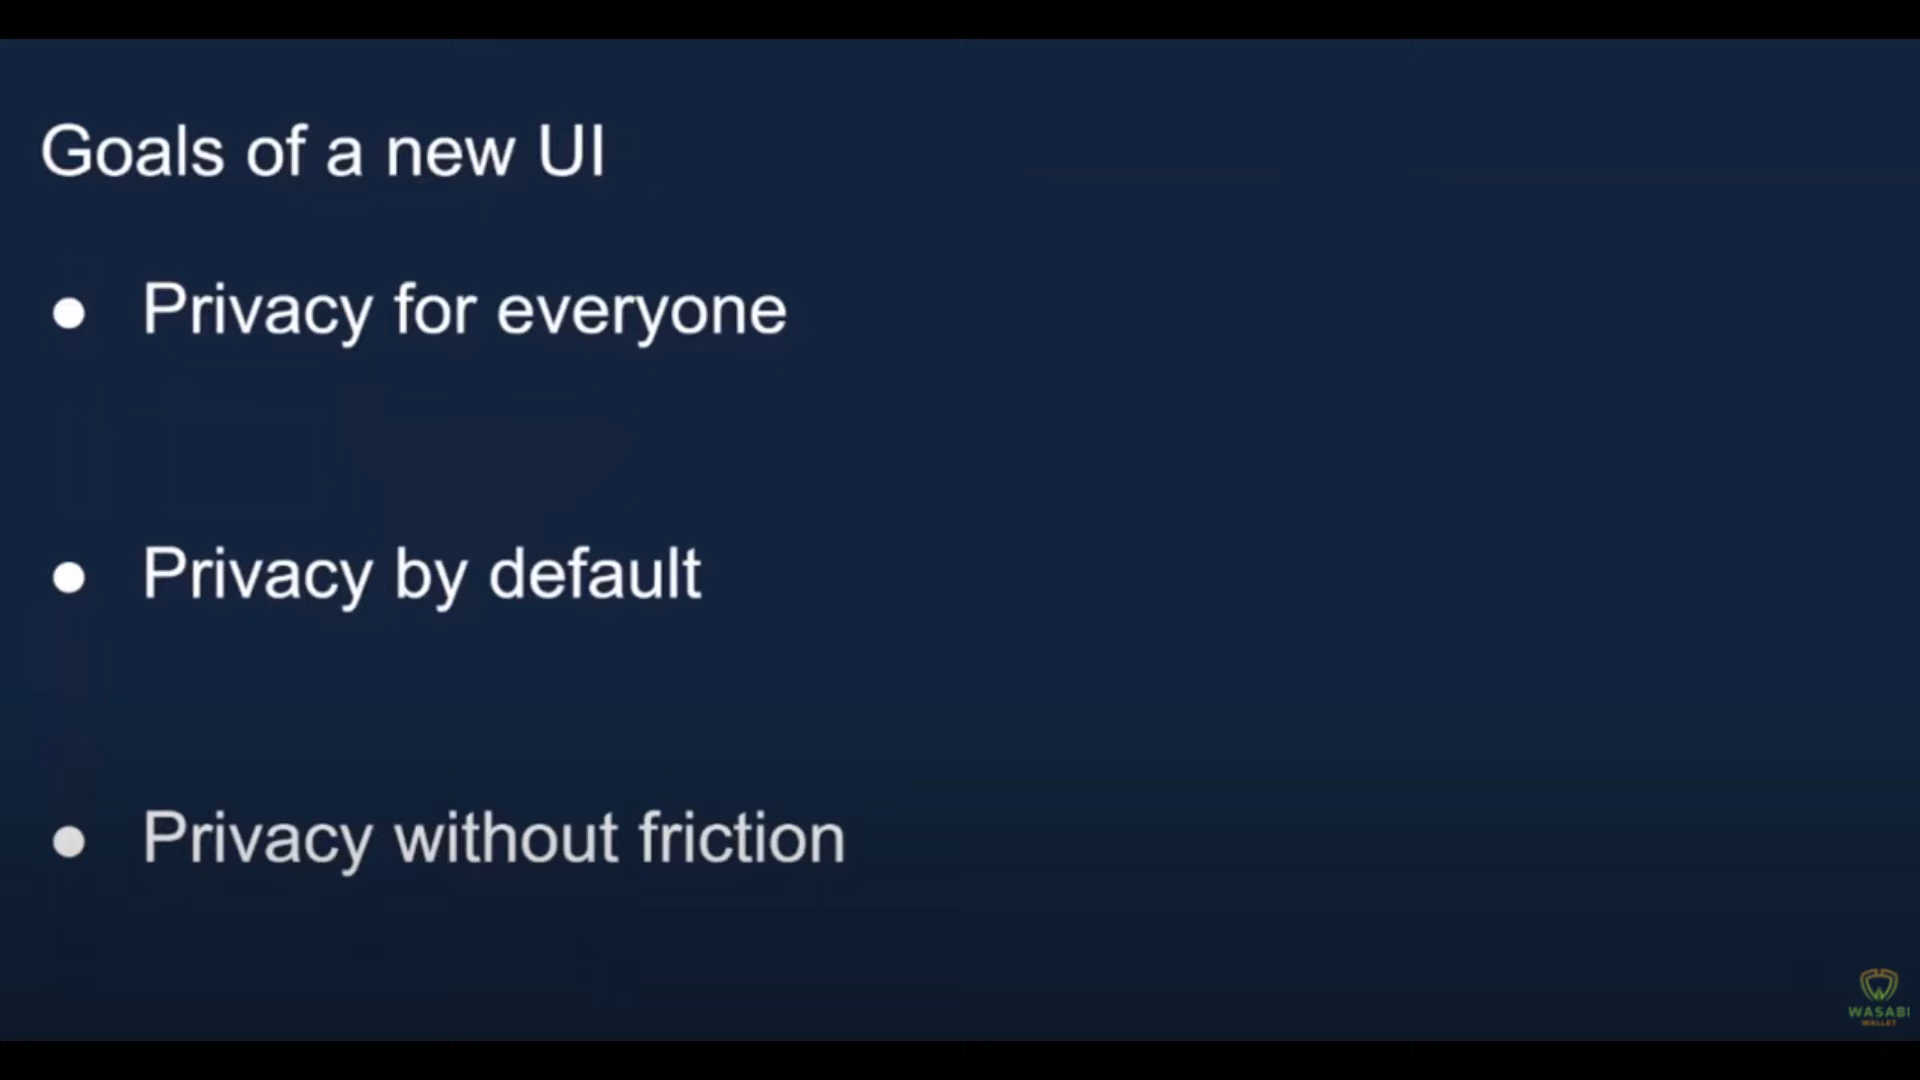 Goals of a new UI
● Privacy for everyone
● Privacy by default
● Privacy without friction
WASABI
WALLET